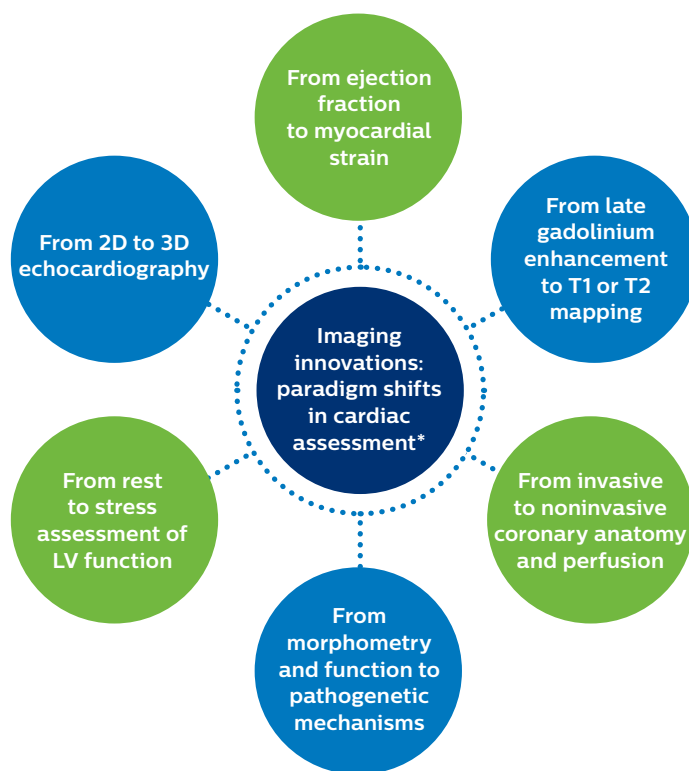 From ejection
fraction
to myocardial
strain
From 2D to 3D
echocardiography
From late
gadolinium
enhancement
to T1 or T2
mapping
Imaging
innovations:
paradigm shifts
in cardiac
assessment*
From rest
to stress
assessment of
LV function
From invasive
to noninvasive
coronary anatomy
and perfusion
From
morphometry
and function to
pathogenetic
mechanisms